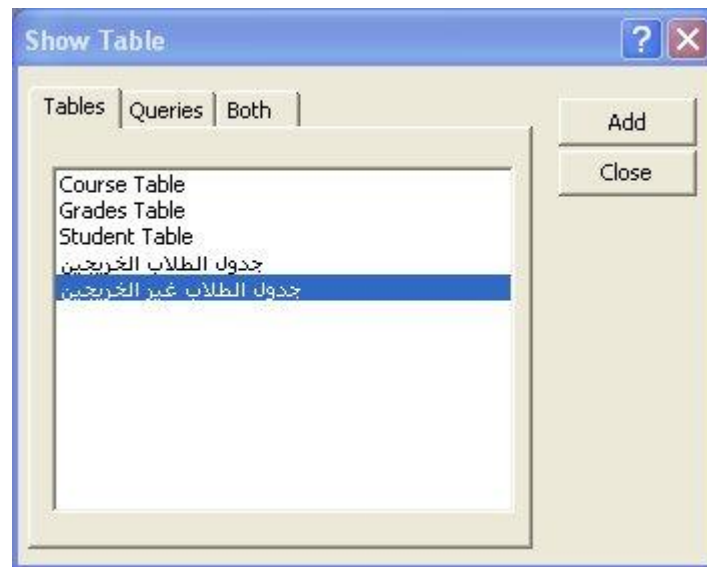 Show Table
Tables Queries Both
Add
Close
Course Table
Grades Table
Student Table
جدول الطلاب الخريجين
جدول الطلاب غير الخريجين